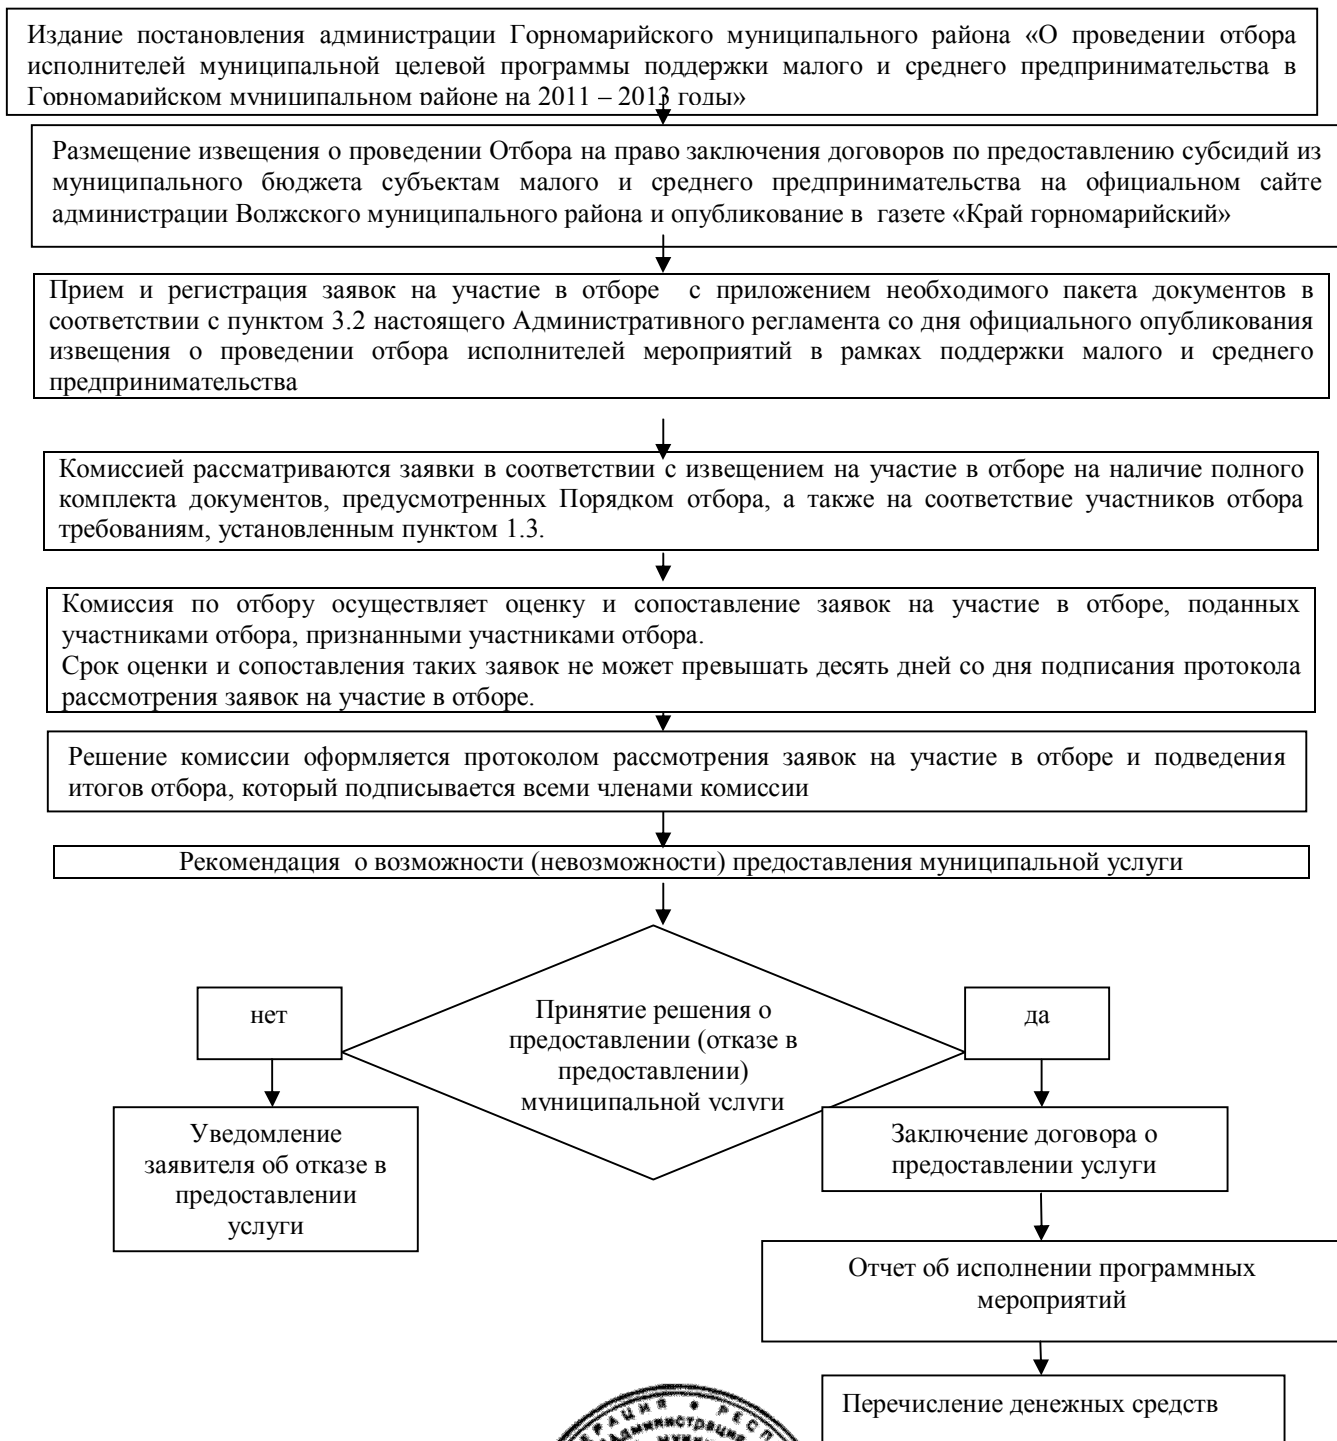 Издание постановления администрации Горномарийского муниципального района «О проведении отбора
исполнителей муниципальной целевой программы поддержки малого и среднего предпринимательства в
Горномарийском муниципальном районе на 2011 – 2013 годы»
Размещение извещения о проведении Отбора на право заключения договоров по предоставлению субсидий из
муниципального бюджета субъектам малого и среднего предпринимательства на официальном сайте
администрации Волжского муниципального района и опубликование в газете «Край горномарийский»
Прием и регистрация заявок на участие в отборе с приложением необходимого пакета документов в
соответствии с пунктом 3.2 настоящего Административного регламента со дня официального опубликования
извещения о проведении отбора исполнителей мероприятий в рамках поддержки малого и среднего
предпринимательства
Комиссией рассматриваются заявки в соответствии с извещением на участие в отборе на наличие полного
комплекта документов, предусмотренных Порядком отбора, а также на соответствие участников отбора
требованиям, установленным пунктом 1.3.
Комиссия по отбору осуществляет оценку и сопоставление заявок на участие в отборе, поданных
участниками отбора, признанными участниками отбора.
Срок оценки и сопоставления таких заявок не может превышать десять дней со дня подписания протокола
рассмотрения заявок на участие в отборе.
Решение комиссии оформляется протоколом рассмотрения заявок на участие в отборе и подведения
итогов отбора, который подписывается всеми членами комиссии
Рекомендация о возможности (невозможности) предоставления муниципальной услуги
нет
Принятие решения о
предоставлении (отказе в
предоставлении)
муниципальной услуги
да
Уведомление
заявителя об отказе в
предоставлении
услуги
Заключение договора о
предоставлении услуги
Отчет об исполнении программных
мероприятий
Перечисление денежных средств